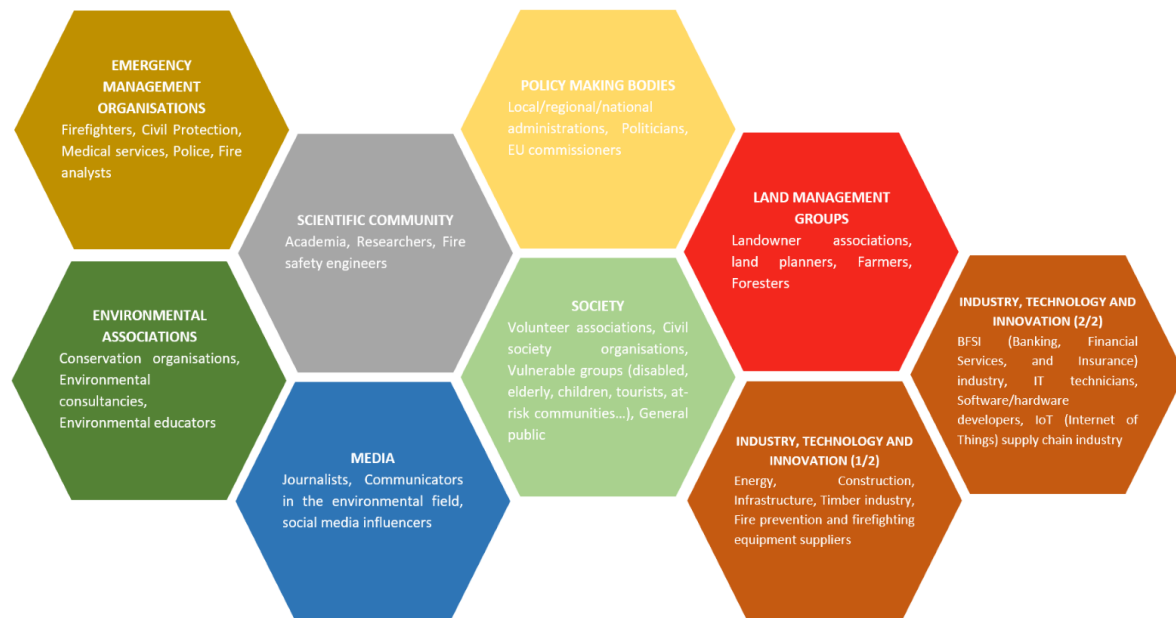 EMERGENCY
MANAGEMENT
ORGANISATIONS
Firefighters, Civil Protection,
Medical services, Police, Fire
analysts
POLICY MAKING BODIES
Local/regional/national
administrations, Politicians,
EU commissioners
SCIENTIFIC COMMUNITY
Academia, Researchers, Fire
safety engineers
LAND MANAGEMENT
GROUPS
Landowner associations,
land planners, Farmers,
Foresters
ENVIRONMENTAL
ASSOCIATIONS
Conservation organisations,
Environmental
consultancies,
Environmental educators
SOCIETY
Volunteer associations, Civil
society organisations,
Vulnerable groups (disabled,
elderly, children, tourists, at-
risk communities...), General
public
INDUSTRY, TECHNOLOGY AND
INNOVATION (2/2)
BFSI (Banking, Financial
Services, and Insurance)
industry, IT technicians,
Software/hardware
developers, IoT (Internet of
Things) supply chain industry
MEDIA
Journalists, Communicators
in the environmental field,
social media influencers
INDUSTRY, TECHNOLOGY AND
INNOVATION (1/2)
Energy, Construction,
Infrastructure, Timber industry,
Fire prevention and firefighting
equipment suppliers